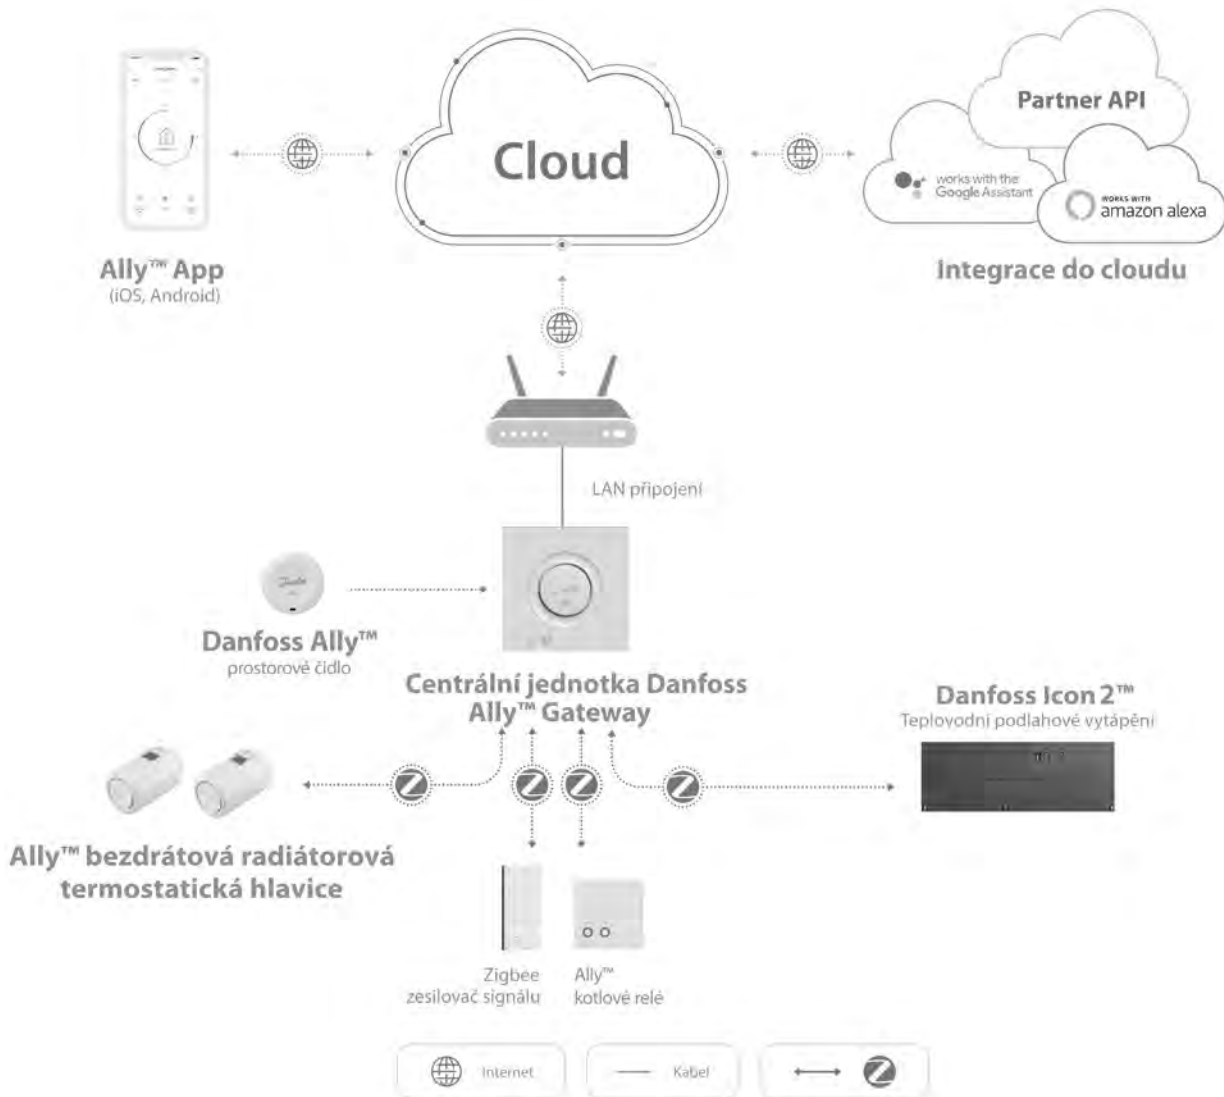 Cloud
Partner API
works with the
Google Assistant
WORKS WITH
amazon alexa
Ally™ App
(iOS, Android)
Integrace do cloudu
LAN připojení
Danfoss
Danfoss Ally™
prostorové čidlo
Centrální jednotka Danfoss
Ally™ Gateway
Danfoss Icon 2™
Teplovodní podlahové vytápění
Ally™ bezdrátová radiátorová
termostatická hlavice
Zigbee
zesilovač signálu
Ally™
kotlové relé
Internet
Kabel